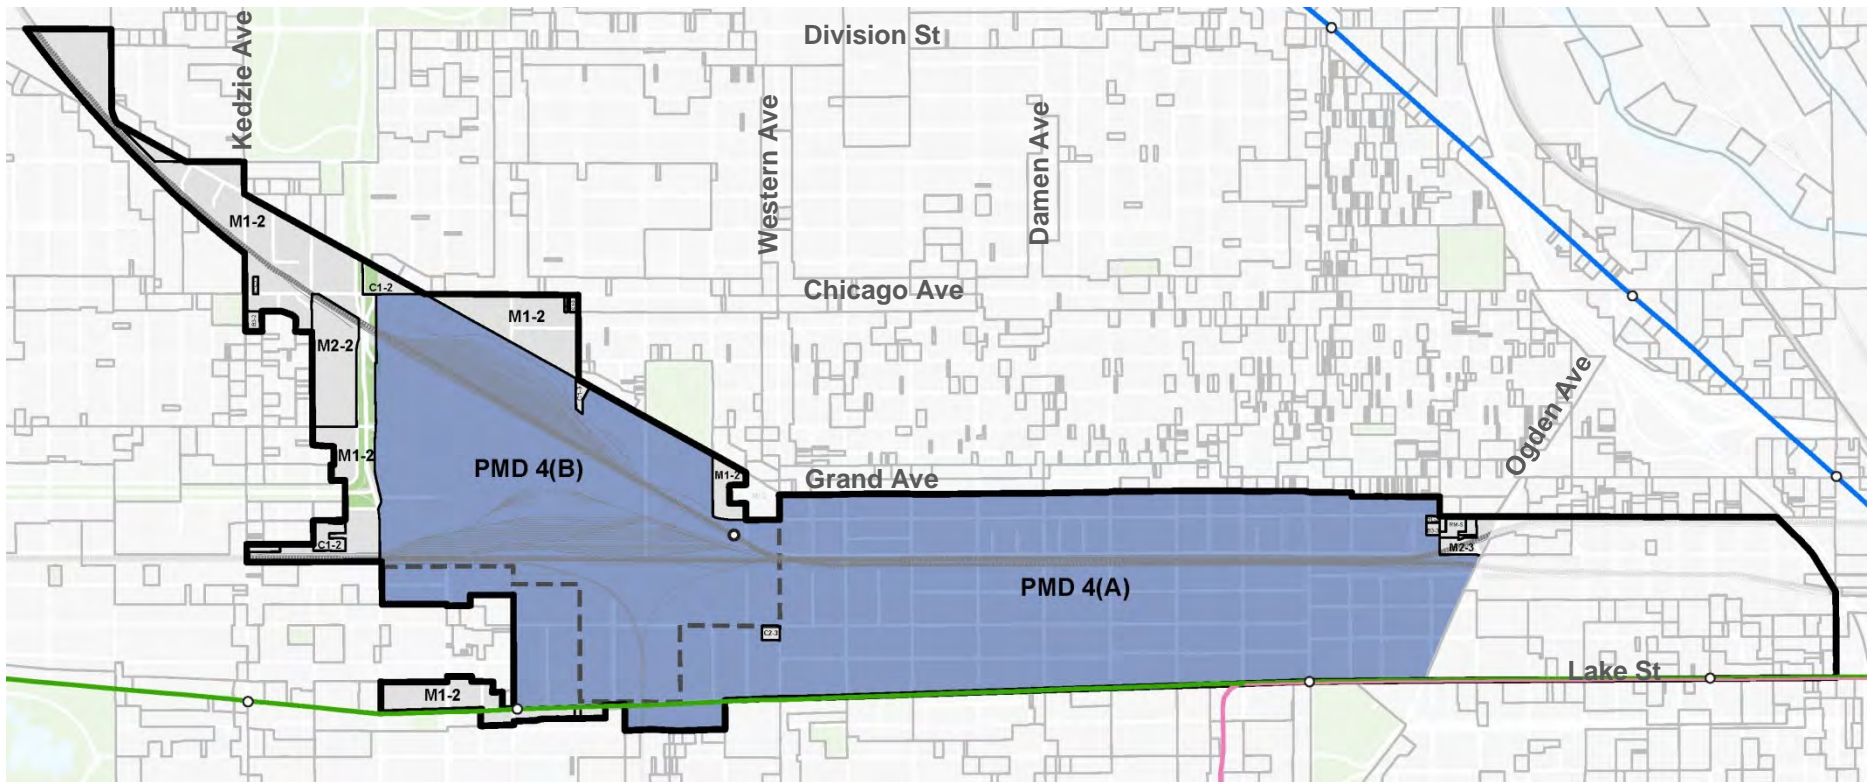 Division St
Kedzie Ave
Western Ave
Damen Ave
M1-2
C1-2
Chicago Ave
M1-2
M2-2
Ogden Ave
M1-2
PMD 4(B)
M1-2
Grand Ave
C1-2
M2-3
PMD 4(A)
C2-3
Lake St
M1-2